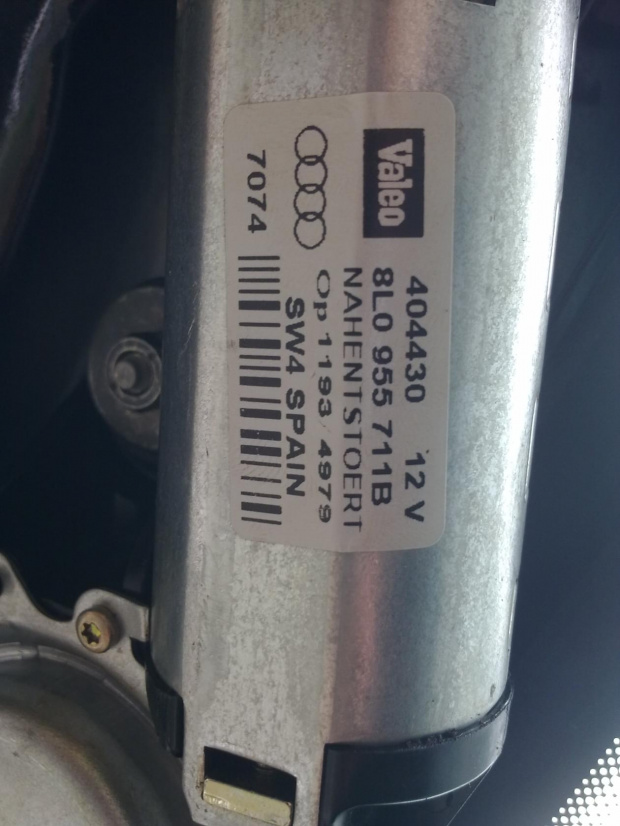 Valeo
404430 12 V
8L0 955 711B
NAHENTSTOERT
Op 1193/4979
SW4 SPAIN
7074